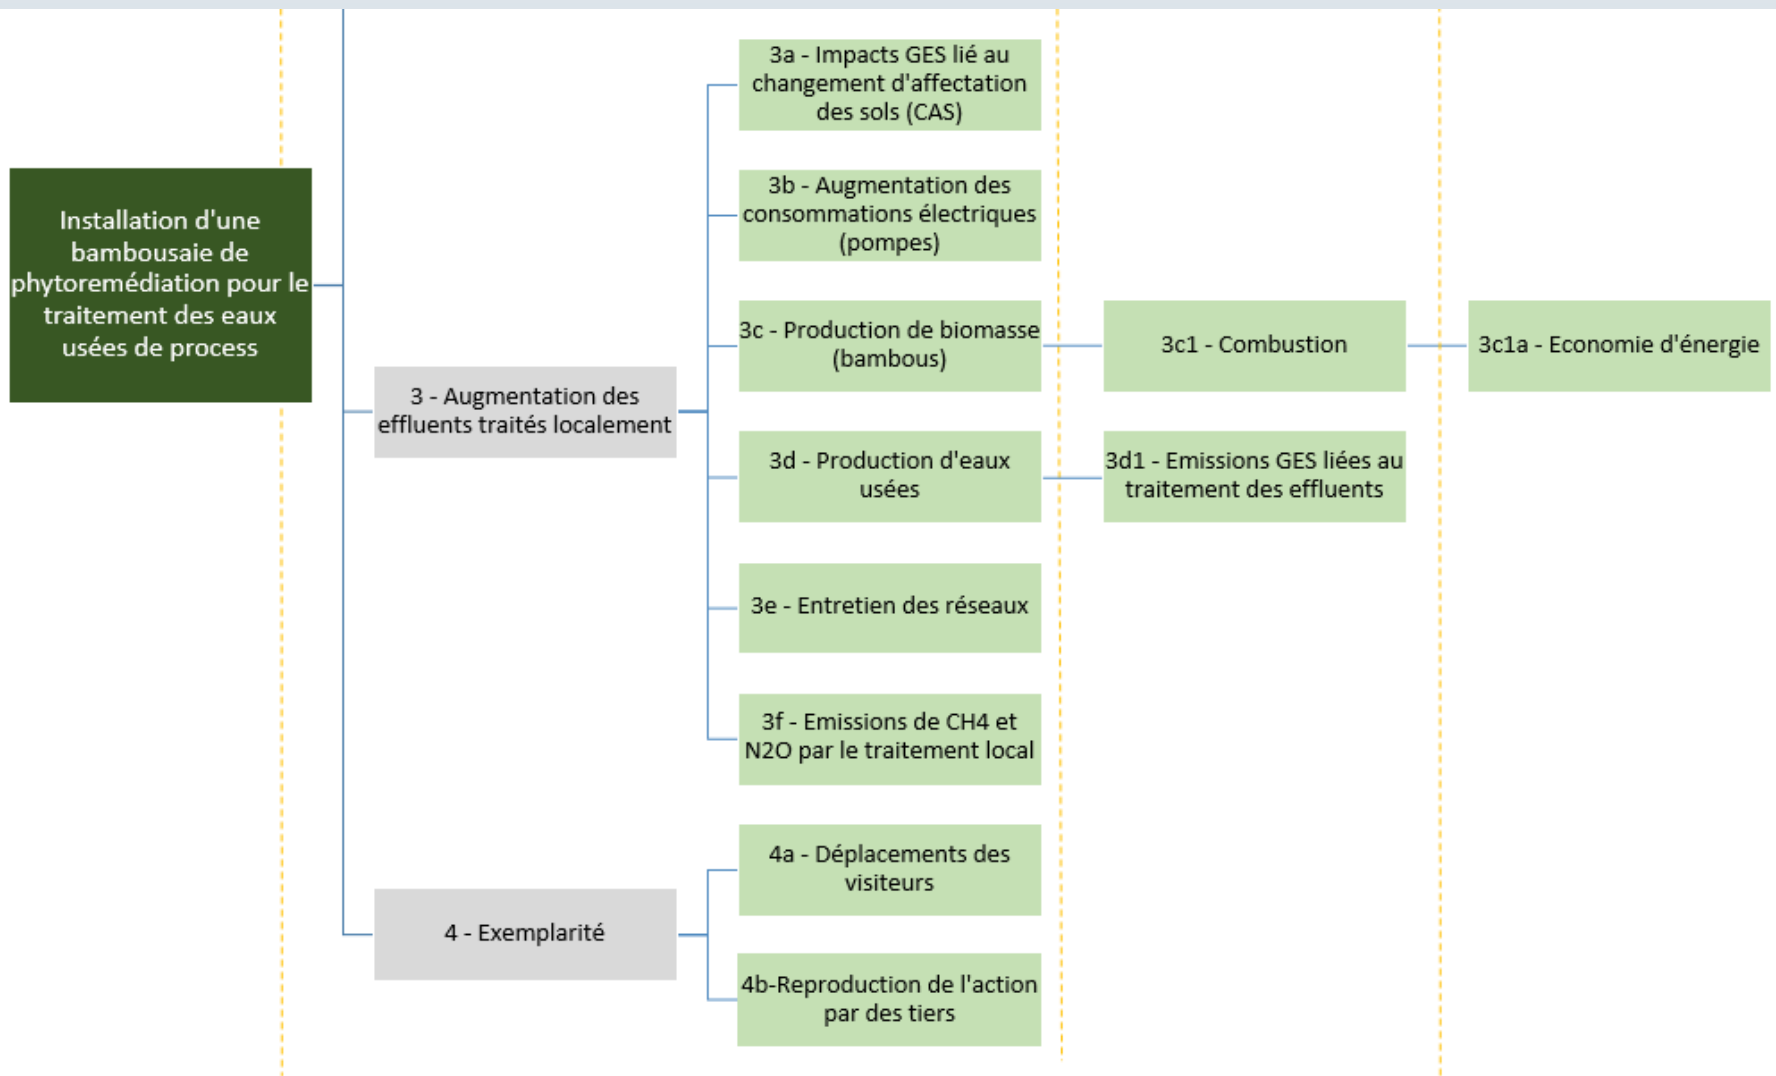 Installation d'une
bambousaie de
phytoremédiation pour le
traitement des eaux
usées de process
3 - Augmentation des
effluents traités localement
3a - Impacts GES lié au
changement d'affectation
des sols (CAS)
3b - Augmentation des
consommations électriques
(pompes)
3c - Production de biomasse
(bambous)
3c1 - Combustion
3c1a - Economie d'énergie
3d - Production d'eaux
usées
3d1 - Emissions GES liées au
traitement des effluents
3e - Entretien des réseaux
3f - Emissions de CH4 et
N2O par le traitement local
4 - Exemplarité
4a - Déplacements des
visiteurs
4b-Reproduction de l'action
par des tiers